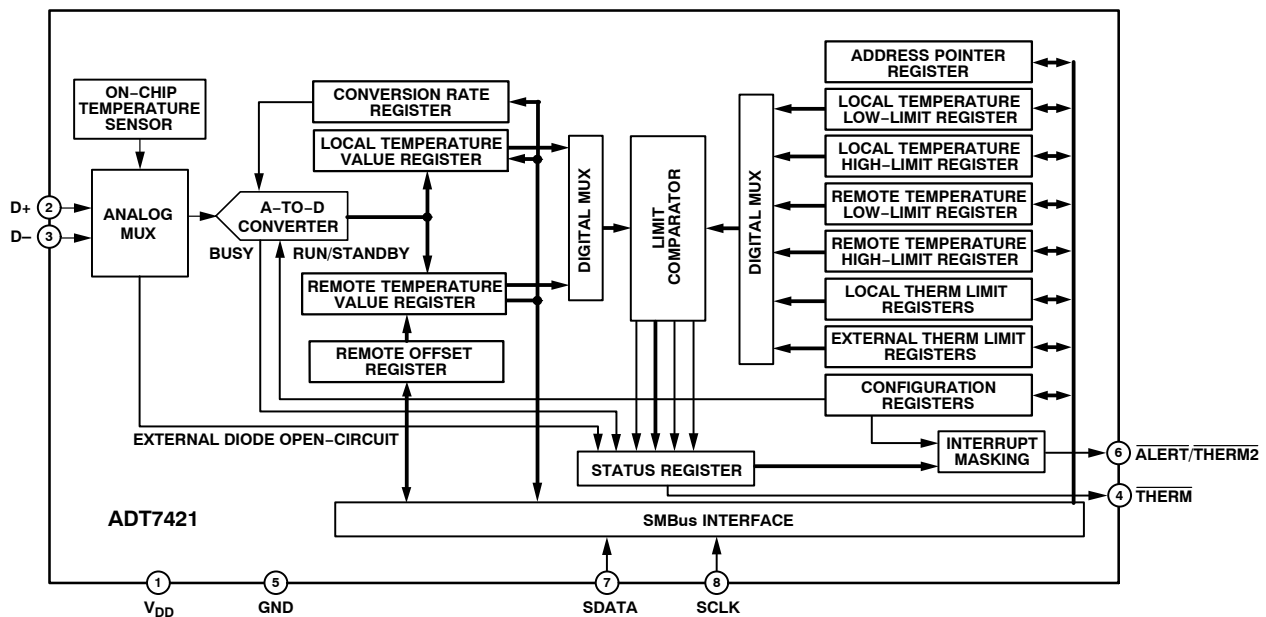 ADDRESS POINTER
REGISTER
ON–CHIP
TEMPERATURE
SENSOR
CONVERSION RATE
REGISTER
LOCAL TEMPERATURE
LOW–LIMIT REGISTER
LOCAL TEMPERATURE
VALUE REGISTER
LOCAL TEMPERATURE
HIGH–LIMIT REGISTER
DIGITAL MUX
LIMIT
COMPARATOR
DIGITAL MUX
D+
2
D–
3
ANALOG
MUX
A–TO–D
CONVERTER
BUSY
RUN/STANDBY
REMOTE TEMPERATURE
LOW–LIMIT REGISTER
REMOTE TEMPERATURE
HIGH–LIMIT REGISTER
REMOTE TEMPERATURE
VALUE REGISTER
LOCAL THERM LIMIT
REGISTERS
REMOTE OFFSET
REGISTER
EXTERNAL THERM LIMIT
REGISTERS
CONFIGURATION
REGISTERS
EXTERNAL DIODE OPEN–CIRCUIT
INTERRUPT
MASKING
6
ALERT/THERM2
STATUS REGISTER
4
THERM
ADT7421
SMBus INTERFACE
1
5
7
8
VDD
GND
SDATA
SCLK